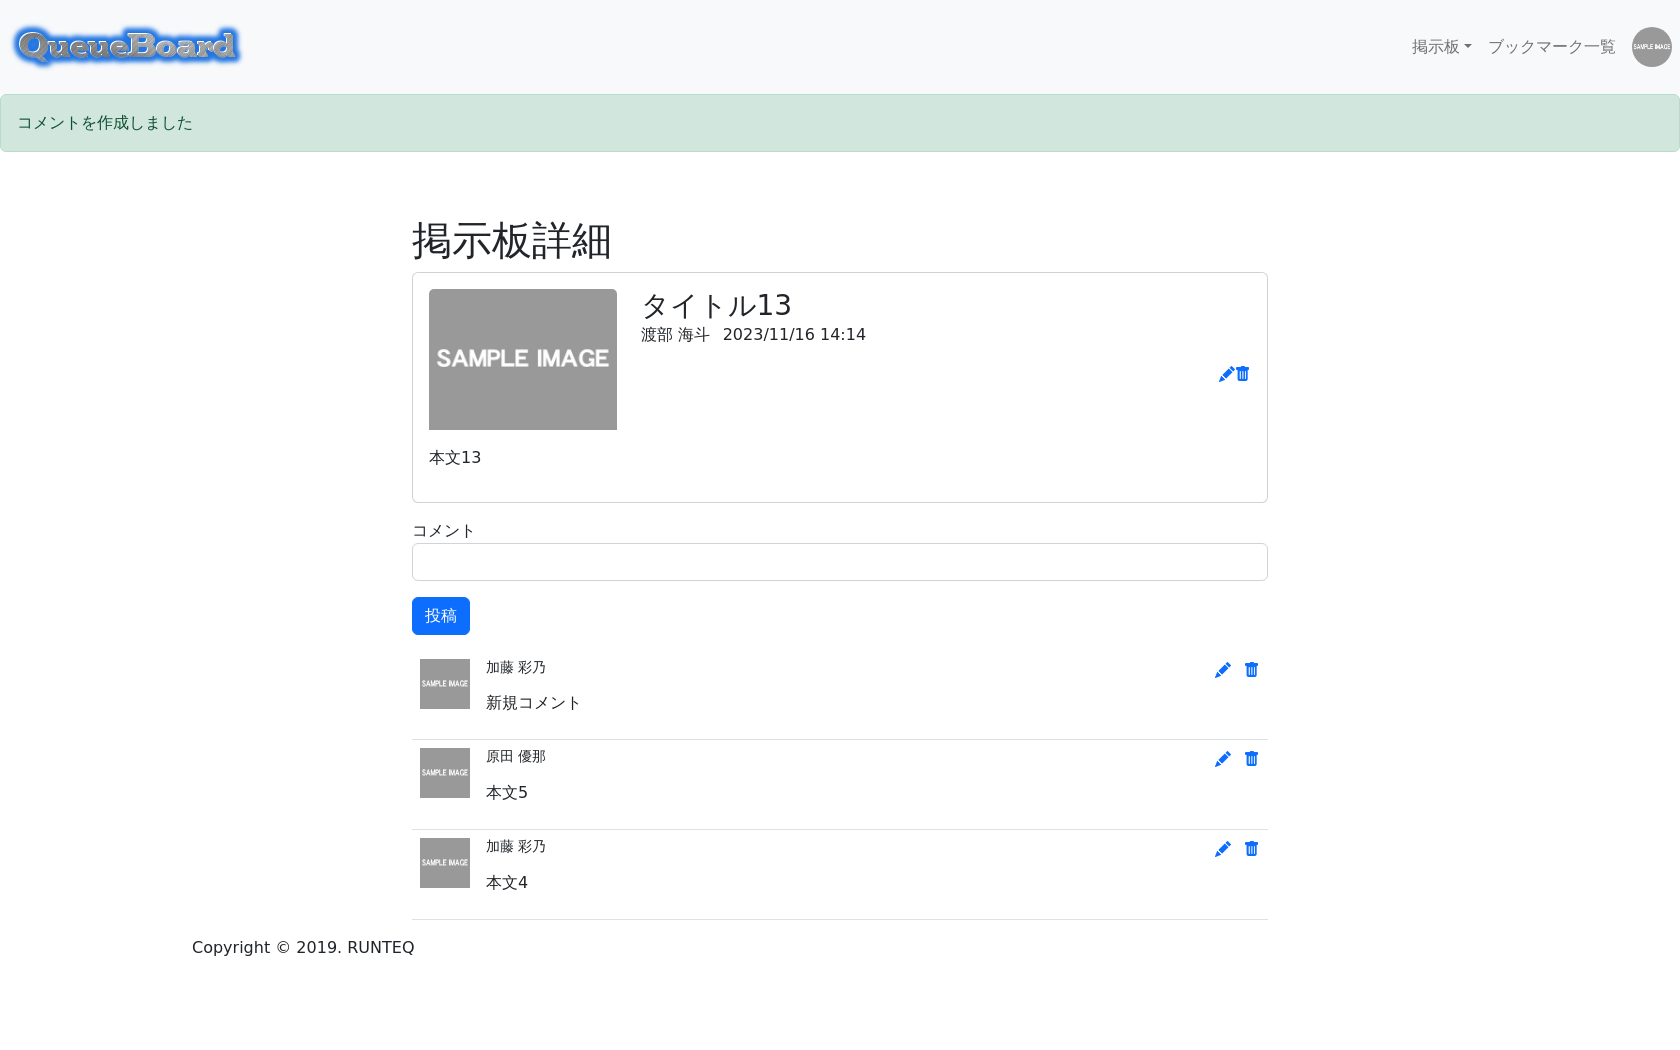 QueueBoard
掲示板
ブックマーク一覧
SAMPLE IMAGE
コメントを作成しました
掲示板詳細
SAMPLE IMAGE
タイトル13
渡部 海斗 2023/11/16 14:14
本文13
コメント
投稿
SAMPLE IMAGE
加藤 彩乃
新規コメント
SAMPLE IMAGE
原田 優那
本文5
SAMPLE IMAGE
加藤 彩乃
本文4
Copyright © 2019. RUNTEQ